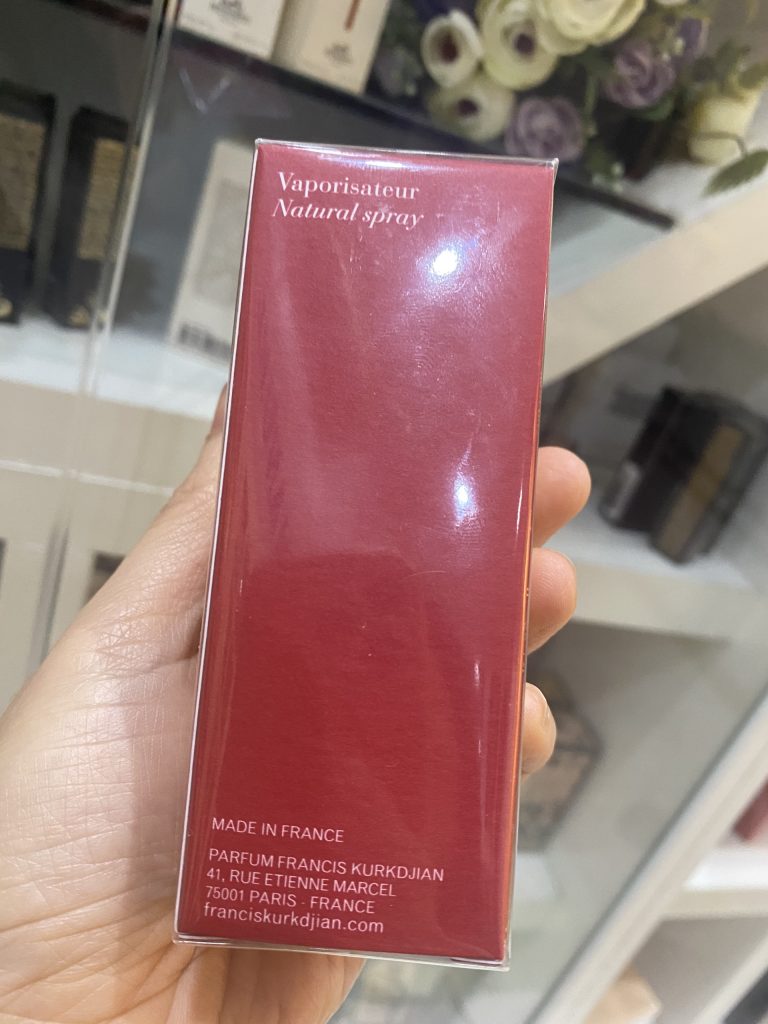 Vaporisateur
Natural spray
MADE IN FRANCE
PARFUM FRANCIS KURKDJIAN
41, RUE ETIENNE MARCEL
75001 PARIS - FRANCE
franciskurkdjian.com